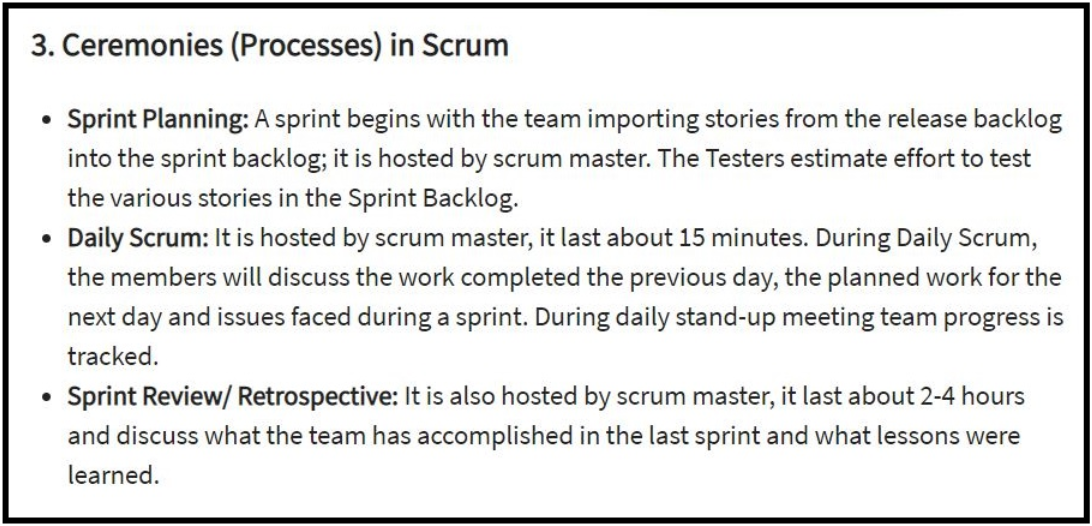 3. Ceremonies (Processes) in Scrum
• Sprint Planning: A sprint begins with the team importing stories from the release backlog
into the sprint backlog; it is hosted by scrum master. The Testers estimate effort to test
the various stories in the Sprint Backlog.
• Daily Scrum: It is hosted by scrum master, it last about 15 minutes. During Daily Scrum,
the members will discuss the work completed the previous day, the planned work for the
next day and issues faced during a sprint. During daily stand-up meeting team progress is
tracked.
• Sprint Review/ Retrospective: It is also hosted by scrum master, it last about 2-4 hours
and discuss what the team has accomplished in the last sprint and what lessons were
learned.